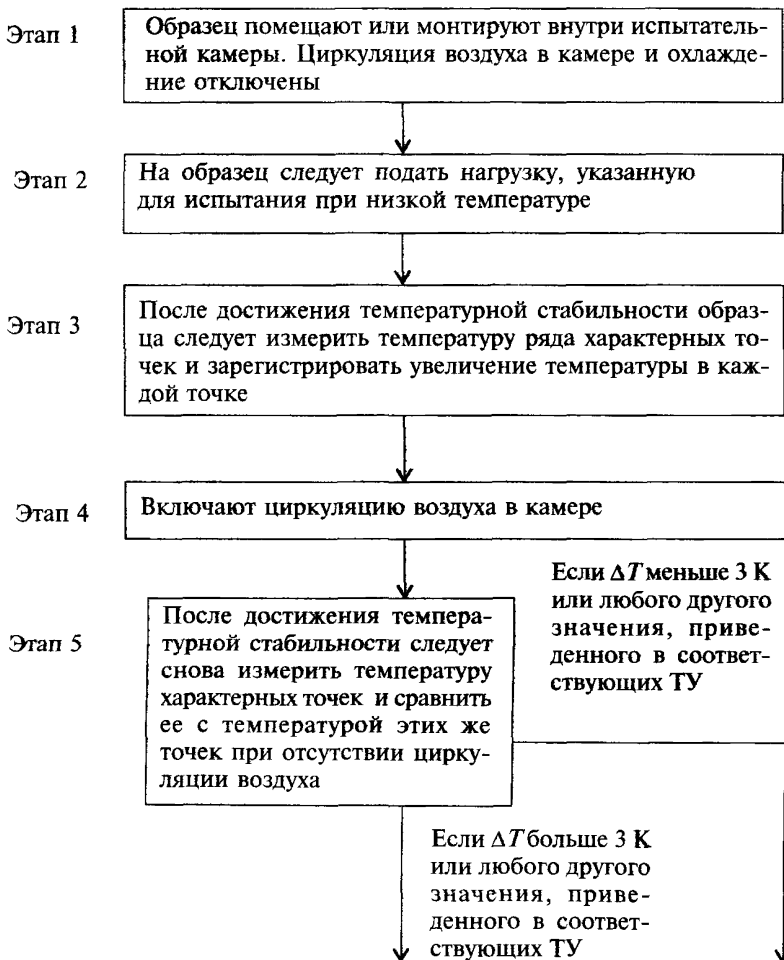 Этап 1
Образец помещают или монтируют внутри испытатель-
ной камеры. Циркуляция воздуха в камере и охлажде-
ние отключены
Этап 2
На образец следует подать нагрузку, указанную
для испытания при низкой температуре
Этап 3
После достижения температурной стабильности образ-
ца следует измерить температуру ряда характерных то-
чек и зарегистрировать увеличение температуры в каж-
дой точке
Этап 4
Включают циркуляцию воздуха в камере
Этап 5
После достижения темпера-
турной стабильности следует
снова измерить температуру
характерных точек и сравнить
ее с температурой этих же
точек при отсутствии цирку-
ляции воздуха
Если ΔT меньше 3 К
или любого другого
значения, приве-
денного в соответ-
ствующих ТУ
Если ΔT больше 3 К
или любого другого
значения, приве-
денного в соответ-
ствующих ТУ